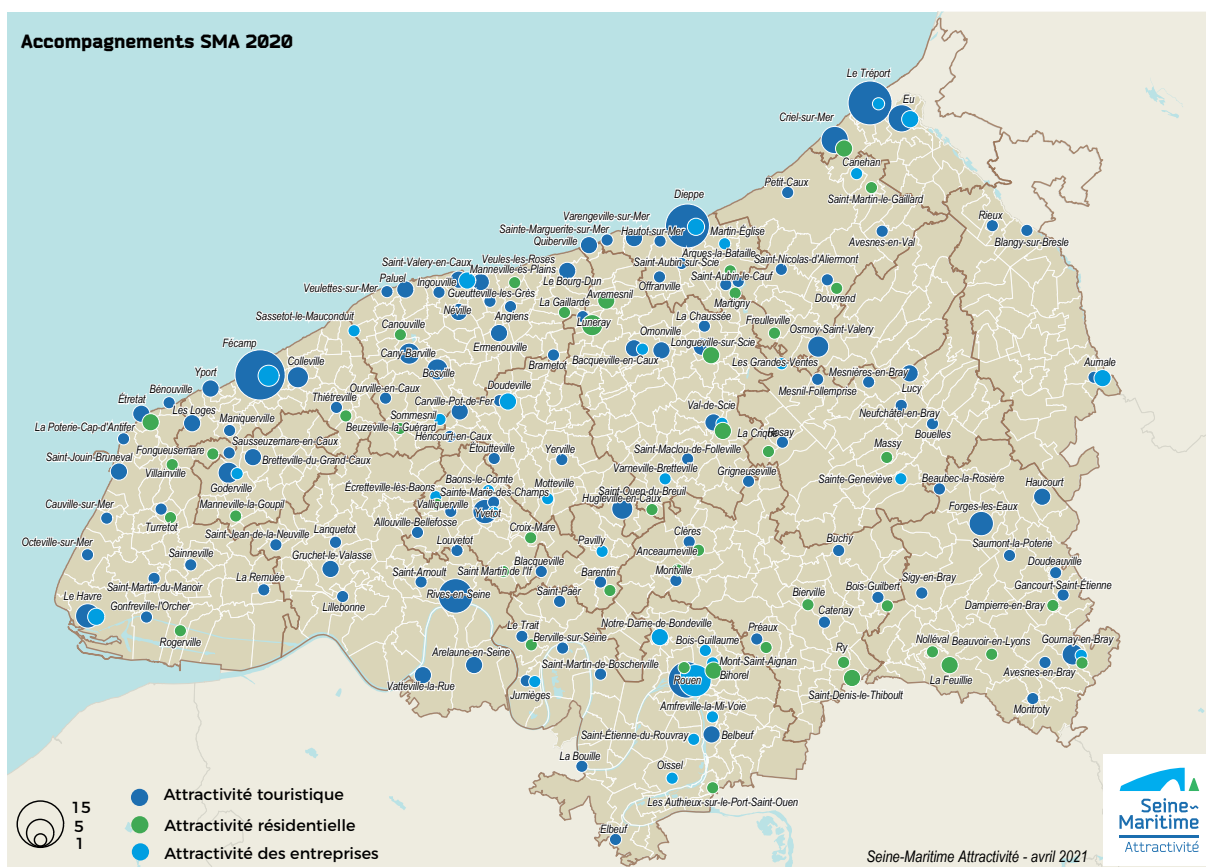 Accompagnements SMA 2020
Le Tréport
Eu
Criel-sur-Mer
Canehan
Saint-Martin-le-Gaillard
Petit-Caux
Dieppe
Varengeville-sur-Mer
Sainte-Marguerite-sur-Mer
Hautot-sur-Mer
Quiberville
Martin-Église
Avesnes-en-Val
Rieux
Blangy-sur-Bresle
Arques-la-Bataille
Saint-Aubin-sur-Scie
Saint-Nicolas-d'Aliermont
Saint-Aubin-le-Cauf
Offranville
Martigny
Douvrend
Saint-Valery-en-Caux
Veules-les-Roses
Manneville-ès-Plains
Paluel
Ingouville
Le Bourg-Dun
Veulettes-sur-Mer
Gueutteville-les-Grès
Avremesnil
La Gaillarde
Néville
Angiens
Luneray
La Chaussée
Freulleville
Sassetot-le-Mauconduit
Canouville
Omonville
Osmoy-Saint-Valery
Ermenouville
Longueville-sur-Scie
Fécamp
Colleville
Cany-Barville
Bacqueville-en-Caux
Brametot
Les Grandes-Ventes
Aumale
Bosville
Mesnières-en-Bray
Mesnil-Follemprise
Lucy
Yport
Bénouville
Ourville-en-Caux
Doudeville
Thiétreville
Carville-Pot-de-Fer
Étretat
Les Loges
Neufchâtel-en-Bray
Val-de-Scie
Maniquerville
Sommesnil
Beuzeville-la-Guérard
La Poterie-Cap-d'Antifer
Bouelles
La Crique
Rosay
Héricourt-en-Caux
Sausseuzemare-en-Caux
Fongueusemare
Massy
Étoutteville
Yerville
Saint-Maclou-de-Folleville
Bretteville-du-Grand-Caux
Saint-Jouin-Bruneval
Villainville
Varneville-Bretteville
Grigneuseville
Sainte-Geneviève
Beaubec-la-Rosière
Haucourt
Goderville
Baons-le-Comte
Motteville
Écretteville-lès-Baons
Sainte-Marie-des-Champs
Saint-Ouen-du-Breuil
Hugleville-en-Caux
Manneville-la-Goupil
Valliquerville
Yvetot
Forges-les-Eaux
Cauville-sur-Mer
Turretot
Allouville-Bellefosse
Croix-Mare
Clères
Lanquetot
Saint-Jean-de-la-Neuville
Pavilly
Buchy
Saumont-la-Poterie
Octeville-sur-Mer
Louvetot
Anceaumeville
Gruchet-le-Valasse
Sainneville
Blacqueville
Doudeauville
Saint-Arnoult
Saint Martin de l'If
Barentin
Montville
Sigy-en-Bray
Gancourt-Saint-Étienne
Saint-Martin-du-Manoir
La Remuée
Bois-Guilbert
Bierville
Le Havre
Lillebonne
Rives-en-Seine
Saint-Paër
Dampierre-en-Bray
Gonfreville-l'Orcher
Catenay
Notre-Dame-de-Bondeville
Rogerville
Le Trait
Berville-sur-Seine
Préaux
Bois-Guillaume
Nolléval
Beauvoir-en-Lyons
Gournay-en-Bray
Arelaune-en-Seine
Ry
Saint-Martin-de-Boscherville
Mont-Saint-Aignan
Bihorel
Vatteville-la-Rue
Rouen
La Feuillie
Avesnes-en-Bray
Jumièges
Saint-Denis-le-Thiboult
Amfreville-la-Mi-Voie
Montroty
Saint-Étienne-du-Rouvray
Belbeuf
La Bouille
Oissel
Les Authieux-sur-le-Port-Saint-Ouen
Elbeuf
15
5
1
Attractivité touristique
Attractivité résidentielle
Attractivité des entreprises
Seine-Maritime Attractivité - avril 2021
Seine~
Maritime
Attractivité